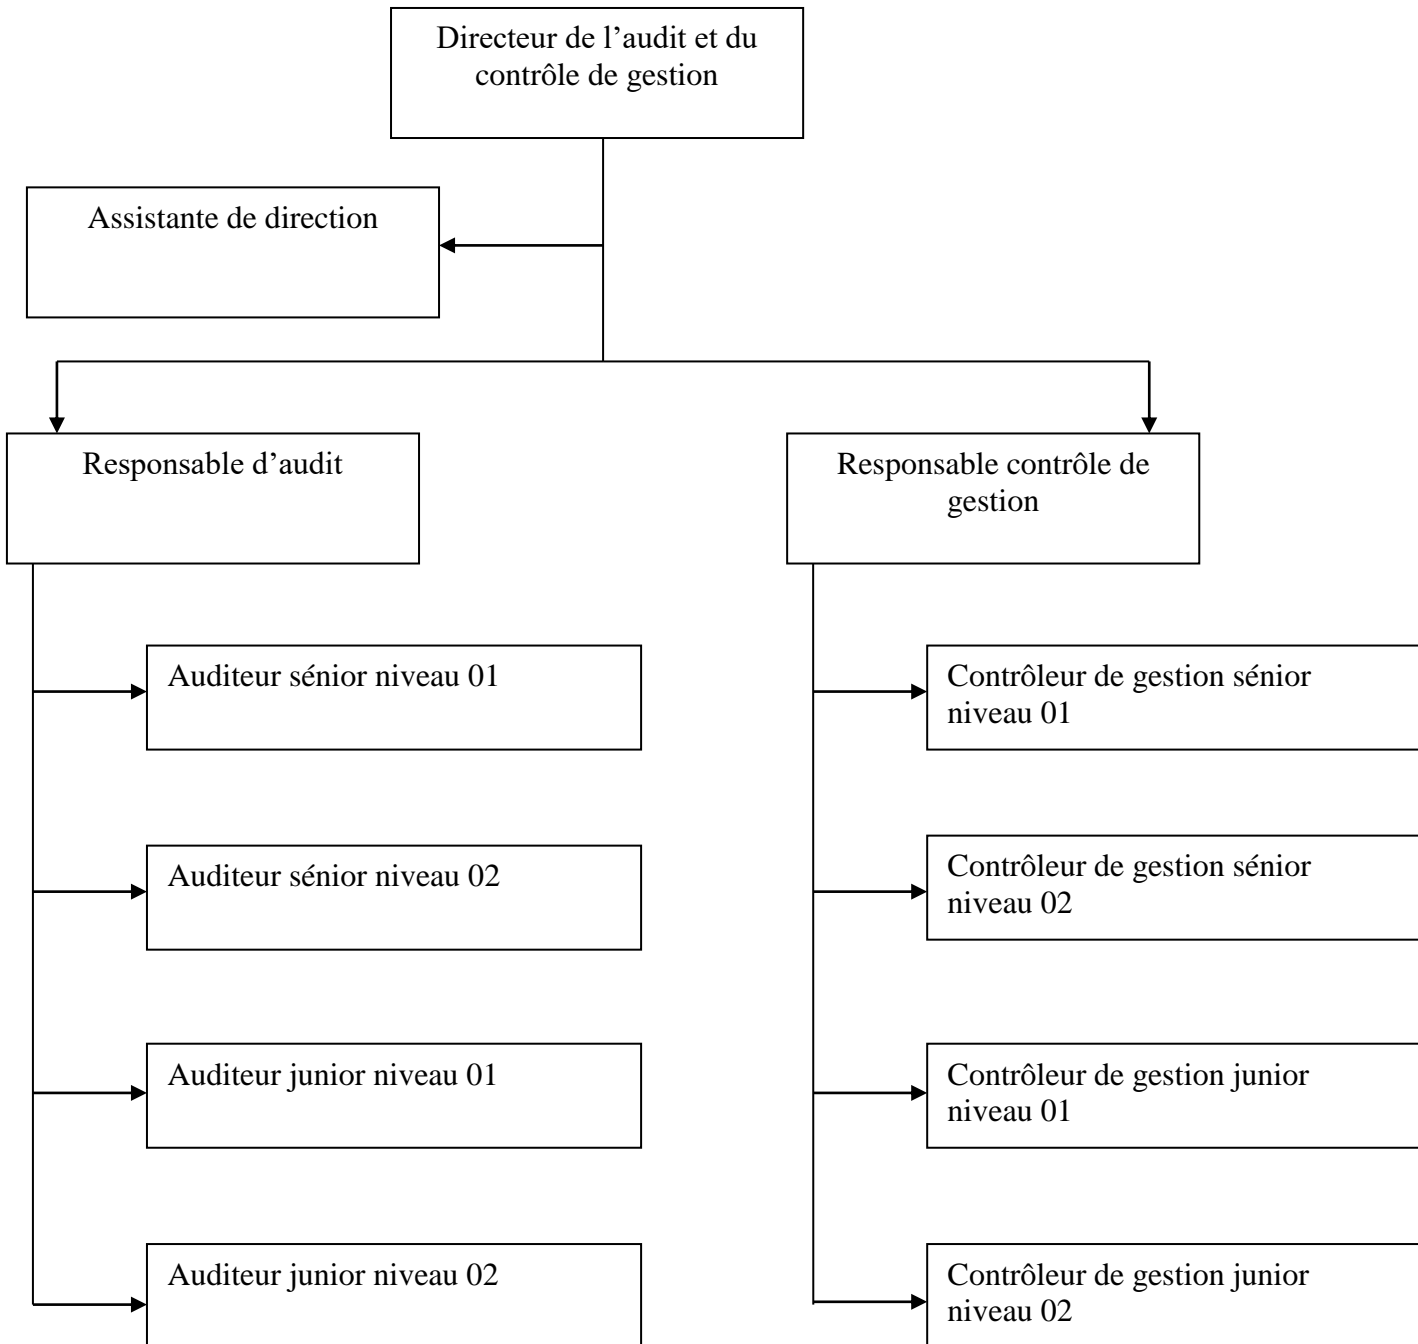 Directeur de l’audit et du
contrôle de gestion
Assistante de direction
Responsable d’audit
Responsable contrôle de
gestion
Auditeur sénior niveau 01
Contrôleur de gestion sénior
niveau 01
Auditeur sénior niveau 02
Contrôleur de gestion sénior
niveau 02
Auditeur junior niveau 01
Contrôleur de gestion junior
niveau 01
Auditeur junior niveau 02
Contrôleur de gestion junior
niveau 02